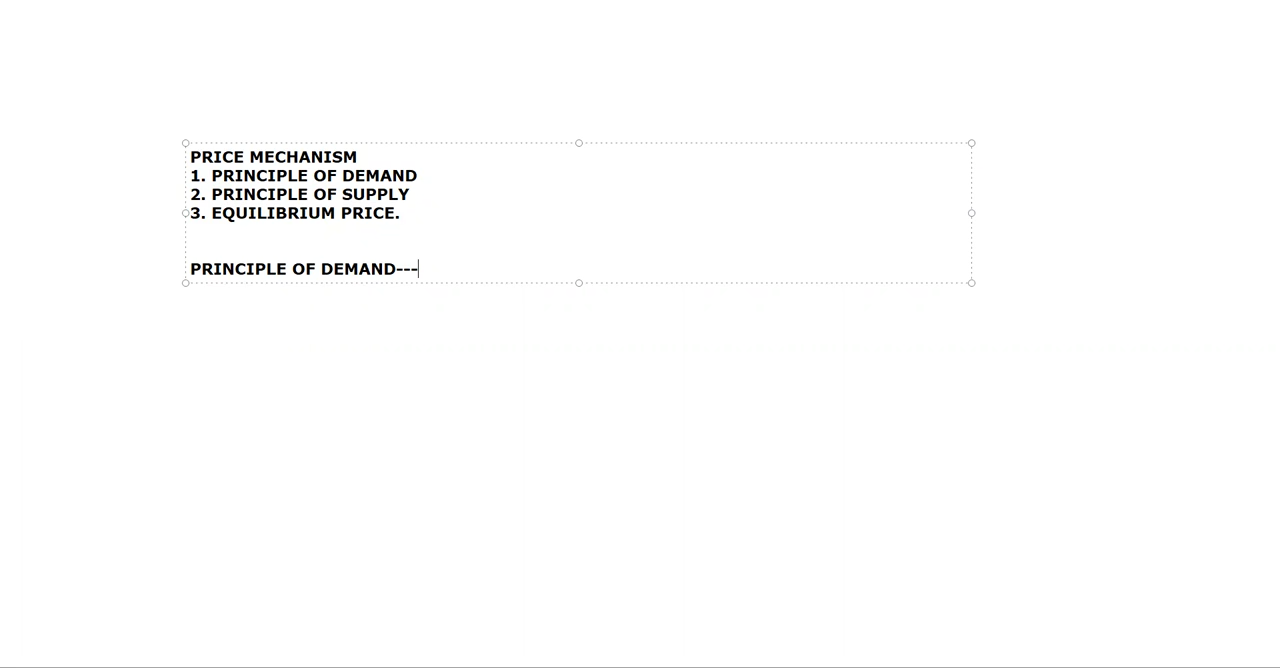 PRICE MECHANISM
1. PRINCIPLE OF DEMAND
2. PRINCIPLE OF SUPPLY
3. EQUILIBRIUM PRICE.
PRINCIPLE OF DEMAND---